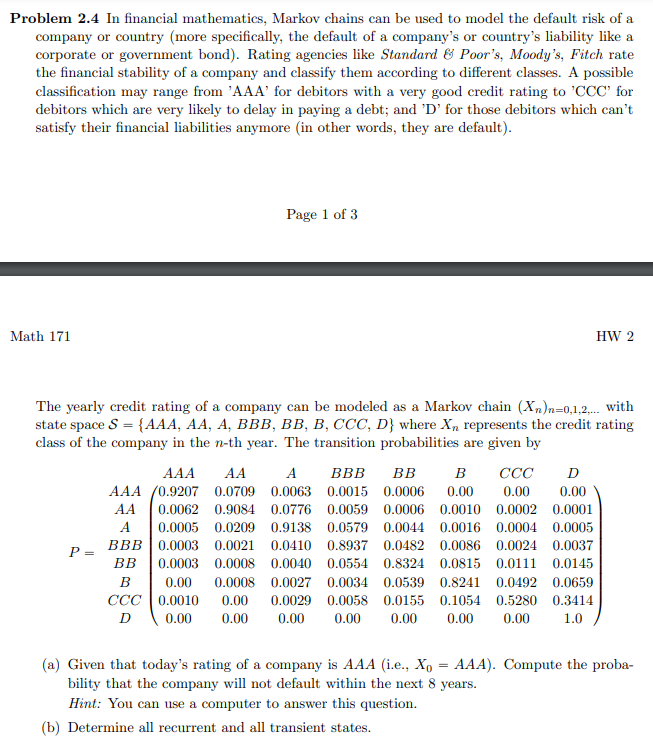 Problem 2.4 In financial mathematics, Markov chains can be used to model the default risk of a
company or country (more specifically, the default of a company's or country's liability like a
corporate or government bond). Rating agencies like Standard & Poor's, Moody's, Fitch rate
the financial stability of a company and classify them according to different classes. A possible
classification may range from 'AAA' for debitors with a very good credit rating to 'CCC' for
debitors which are very likely to delay in paying a debt; and 'D' for those debitors which can't
satisfy their financial liabilities anymore (in other words, they are default).
Page 1 of 3
Math 171 HW 2
The yearly credit rating of a company can be modeled as a Markov chain (Xn)n=0,1,2,... with
state space S = {AAA, AA, A, BBB, BB, B, CCC, D} where Xn represents the credit rating
class of the company in the n-th year. The transition probabilities are given by
AAA AA A BBB BB B CCC D
AAA 0.9207 0.0709 0.0063 0.0015 0.0006 0.00 0.00 0.00
AA 0.0062 0.9084 0.0776 0.0059 0.0006 0.0010 0.0002 0.0001
A 0.0005 0.0209 0.9138 0.0579 0.0044 0.0016 0.0004 0.0005
P = BBB 0.0003 0.0021 0.0410 0.8937 0.0482 0.0086 0.0024 0.0037
BB 0.0003 0.0008 0.0040 0.0554 0.8324 0.0815 0.0111 0.0145
B 0.00 0.0008 0.0027 0.0034 0.0539 0.8241 0.0492 0.0659
CCC 0.0010 0.00 0.0029 0.0058 0.0155 0.1054 0.5280 0.3414
D 0.00 0.00 0.00 0.00 0.00 0.00 0.00 1.0
(a) Given that today's rating of a company is AAA (i.e., X0 = AAA). Compute the proba-
bility that the company will not default within the next 8 years.
Hint: You can use a computer to answer this question.
(b) Determine all recurrent and all transient states.